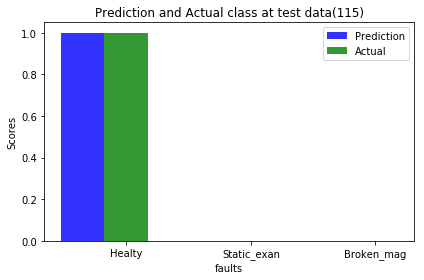 Prediction and Actual class at test data(115)
Prediction
Actual
Scores
1.0
0.8
0.6
0.4
0.2
0.0
Healty
Static_exan
Broken_mag
faults